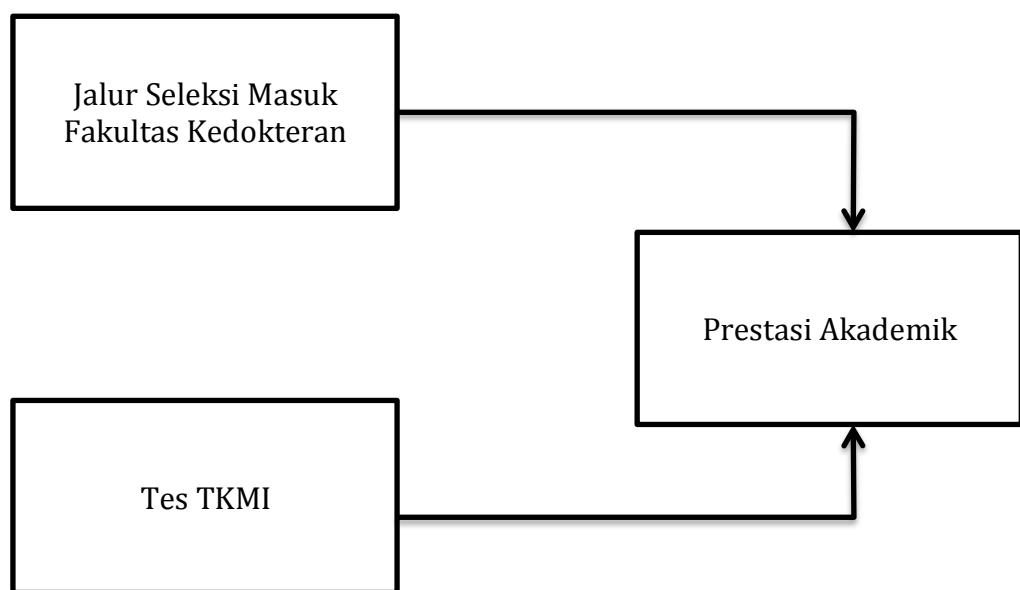 Jalur Seleksi Masuk
Fakultas Kedokteran
Prestasi Akademik
Tes TKMI